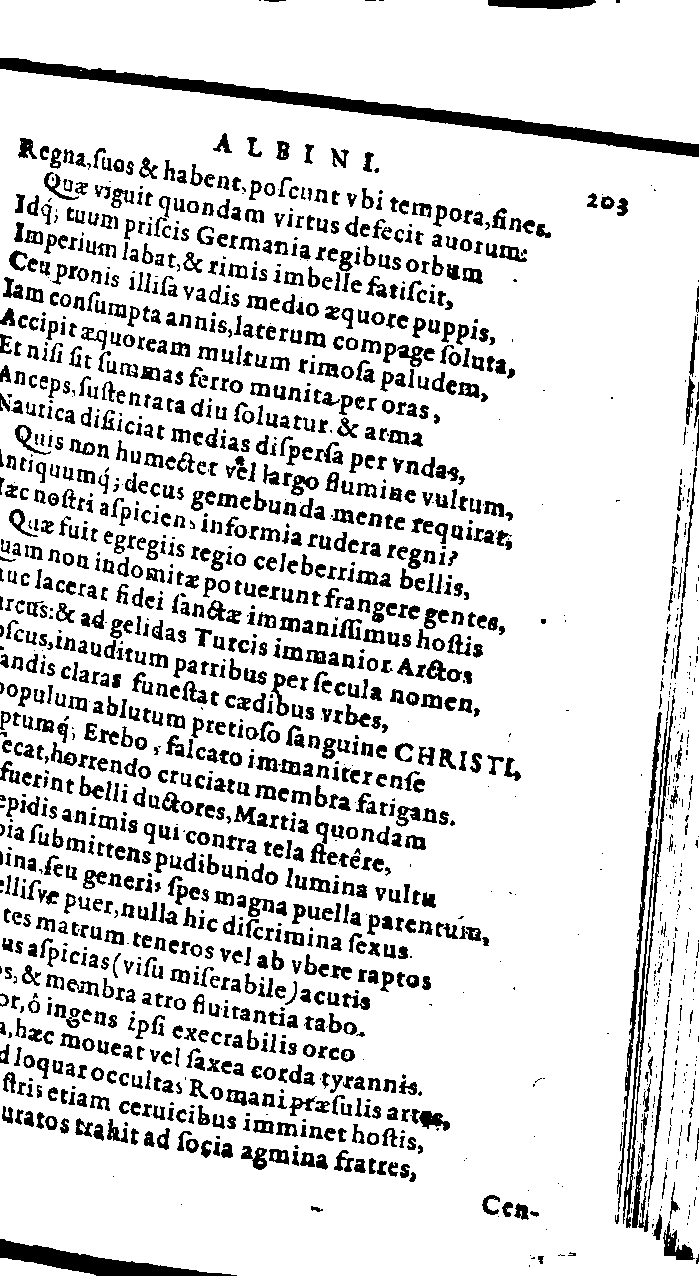 ALBINI.
203
Regna, ſuos & habent, poſcunt vbi tempora, fines.
Quæ viguit quondam virtus defecit auorum:
Idq́; tuum priſcis Germania regibus orbum
Imperium labat, & rimis imbelle fatiſcit,
Ceu pronis illiſa vadis medio æquore puppis,
Iam conſumpta annis, laterum compage ſoluta,
Accipit æquoream multum rimoſa paludem,
Et niſi ſit ſummas ferro munita per oras,
Anceps, ſuſtentata diu ſoluatur & arma
Nautica diſiiciat medias diſperſa per vndas,
Quis non humectet vel largo flumine vultum,
Antiquumq́; decus gemebunda mente requirat;
Hæc noſtri aſpiciens informia rudera regni?
Quæ fuit egregiis regio celeberrima bellis,
uam non indomitæ potuerunt frangere gentes,
unc lacerat fidei ſanctæ immaniſſimus hoſtis
urcus: & ad gelidas Turcis immanior Arctos
oſcus, inauditum patribus per ſecula nomen,
andis claras funeſtat cædibus vrbes,
populum ablutum pretioſo ſanguine CHRISTI,
ptumq́; Erebo, falcato immaniter enſe
ſecat, horrendo cruciatu membra fatigans.
fuerint belli ductores, Martia quondam
epidis animis qui contra tela ſtetêre,
bia ſubmittens pudibundo lumina vultu
mina, ſeu generis ſpes magna puella parentum,
elliſve puer, nulla hic diſcrimina ſexus.
tes matrum teneros vel ab vbere raptos
us aſpicias (viſu miſerabile) acutis
os, & membra atro fluitantia tabo.
or, ô ingens ipſi execrabilis orco
a, hæc moueat vel ſaxea corda tyrannis.
d loquar occultas Romani præſulis artes,
ſtris etiam ceruicibus imminet hoſtis,
uratos trahit ad ſocia agmina fratres,
Cen-